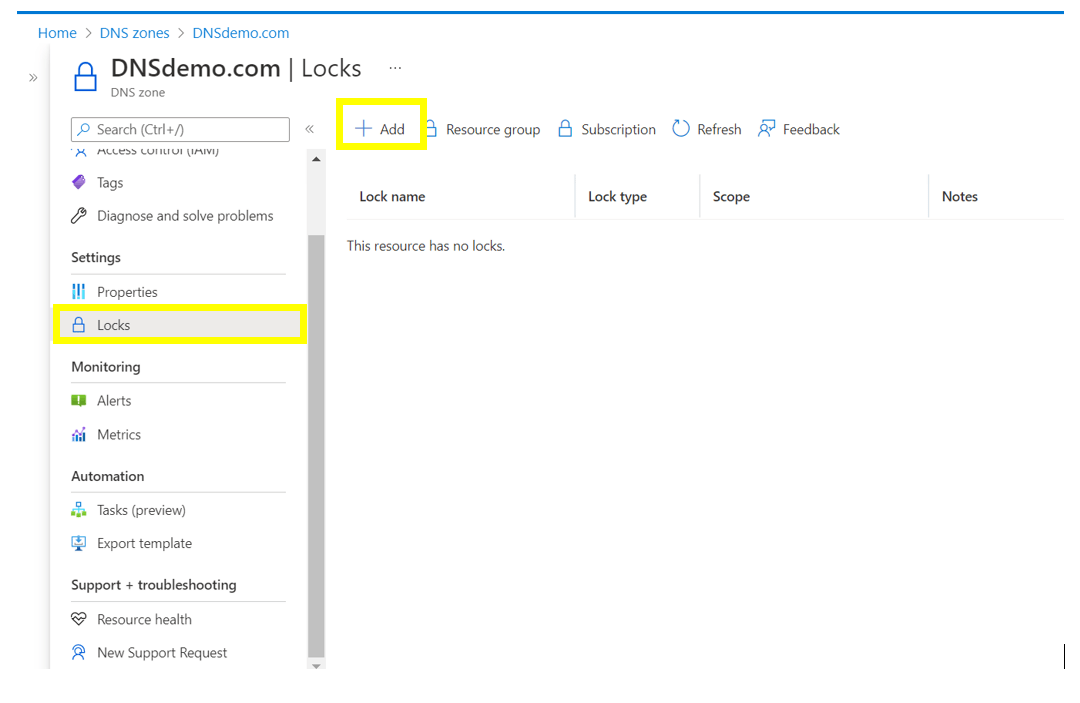 Home > DNS zones > DNSdemo.com
»
DNSdemo.com | Locks ...
DNS zone
Search (Ctrl+/) «
Access control (IAM)
Tags
Diagnose and solve problems
Settings
Properties
Locks
Monitoring
Alerts
Metrics
Automation
Tasks (preview)
Export template
Support + troubleshooting
Resource health
New Support Request
+ Add Resource group Subscription Refresh Feedback
Lock name Lock type Scope Notes
This resource has no locks.